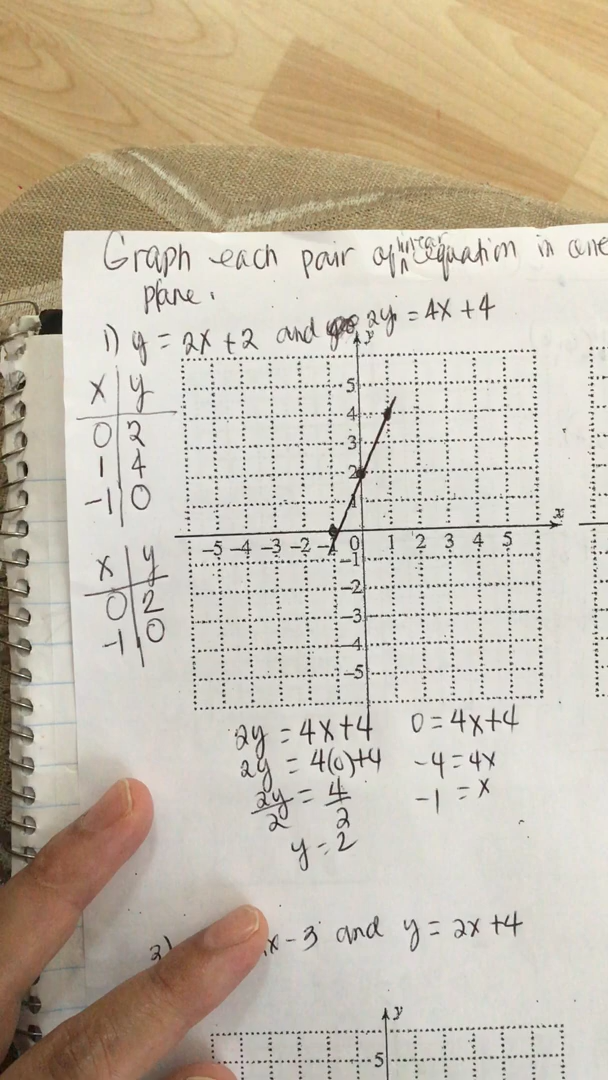 Graph each pair of linear equation in one
plane.
1) y = 2x + 2 and 2y = 4x + 4
x y
0 2
1 4
-1 0
x y
0 2
-1 0
y
5
4
3
2
1
x
-5 -4 -3 -2 -1 0 1 2 3 4 5
-1
-2
-3
-4
-5
2y = 4x+4 0 = 4x+4
2y = 4(0)+4 -4 = 4x
2y/2 = 4/2 -1 = x
y = 2
2) x - 3 and y = 2x + 4
y
5